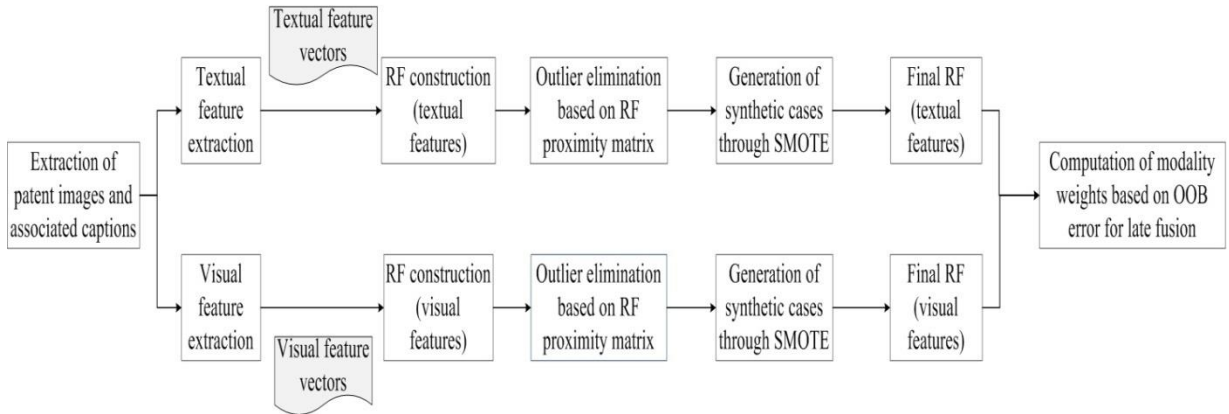 Extraction of
patent images and
associated captions
Textual
feature
extraction
Textual feature
vectors
RF construction
(textual
features)
Outlier elimination
based on RF
proximity matrix
Generation of
synthetic cases
through SMOTE
Final RF
(textual
features)
Visual
feature
extraction
Visual feature
vectors
RF construction
(visual
features)
Outlier elimination
based on RF
proximity matrix
Generation of
synthetic cases
through SMOTE
Final RF
(visual
features)
Computation of modality
weights based on OOB
error for late fusion